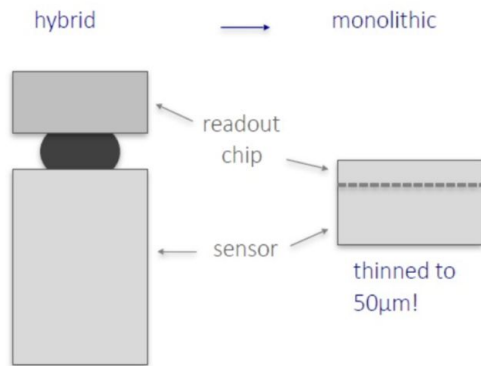 hybrid
monolithic
readout
chip
sensor
thinned to
50μm!